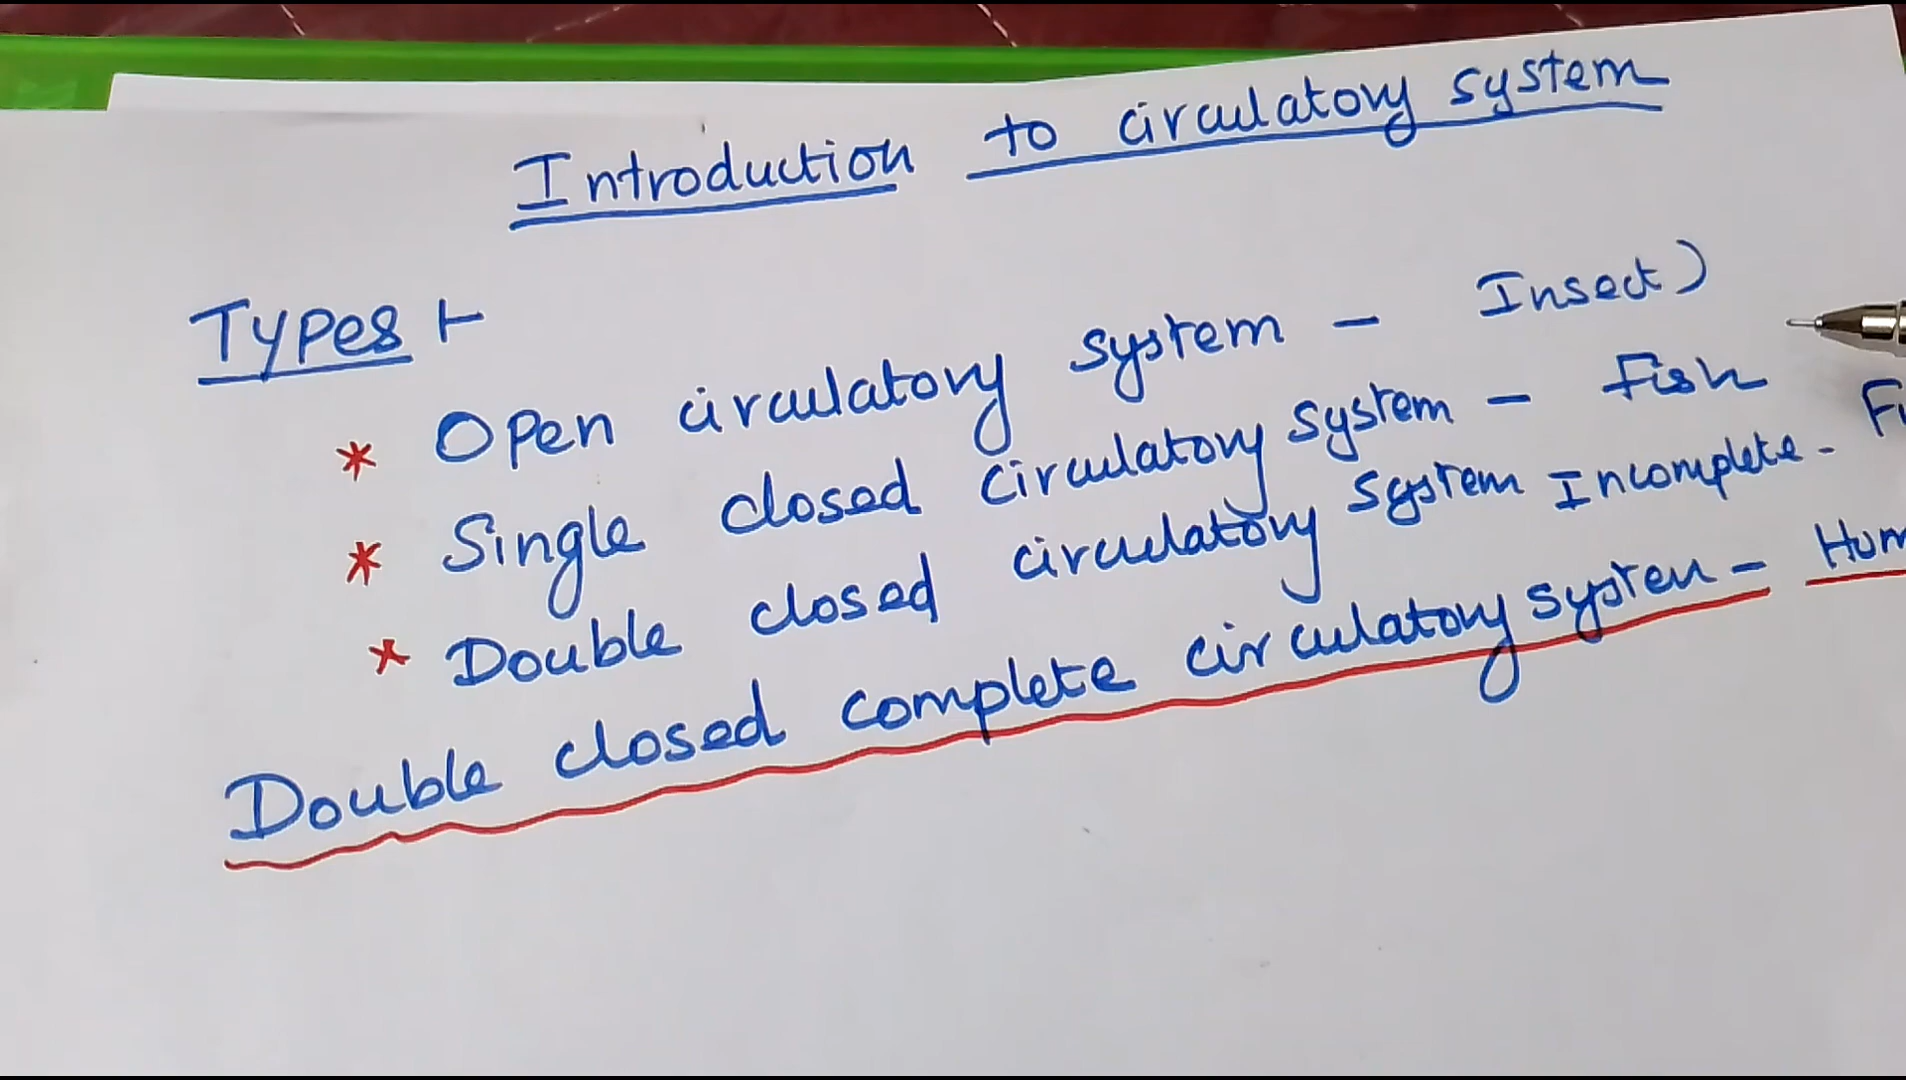 Introduction to circulatory system
Types :-
* Open circulatory system - Insect)
* Single closed circulatory system - Fish
* Double closed circulatory system Incomplete -
Double closed complete circulatory system - Hum